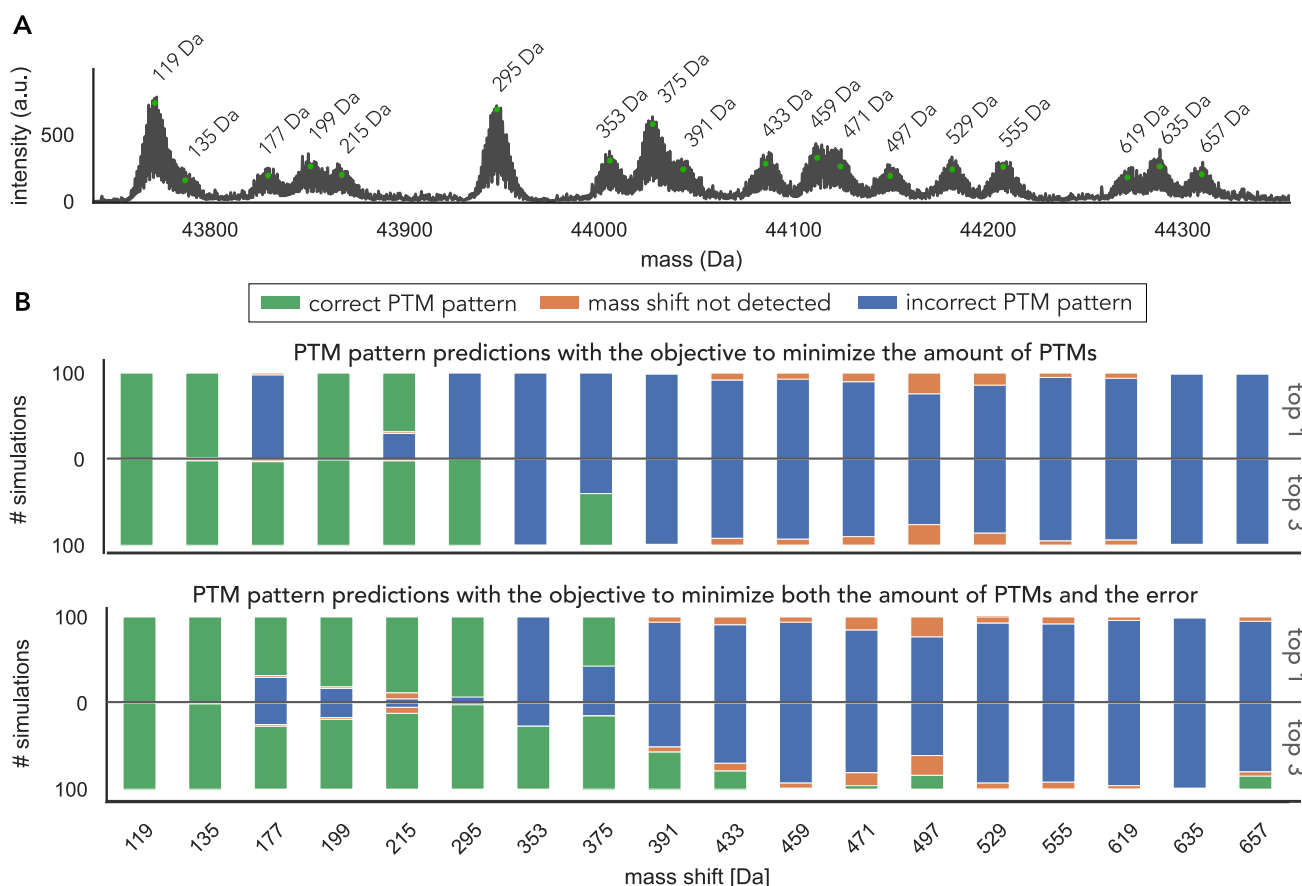 A
119 Da
135 Da
177 Da
199 Da
215 Da
295 Da
353 Da
375 Da
391 Da
433 Da
459 Da
471 Da
497 Da
529 Da
555 Da
619 Da
635 Da
657 Da
intensity (a.u.)
500
0
43800 43900 44000 44100 44200 44300
mass (Da)
B
correct PTM pattern mass shift not detected incorrect PTM pattern
PTM pattern predictions with the objective to minimize the amount of PTMs
# simulations
100
0
100
top 1
top 3
PTM pattern predictions with the objective to minimize both the amount of PTMs and the error
# simulations
100
0
100
top 1
top 3
119 135 177 199 215 295 353 375 391 433 459 471 497 529 555 619 635 657
mass shift [Da]